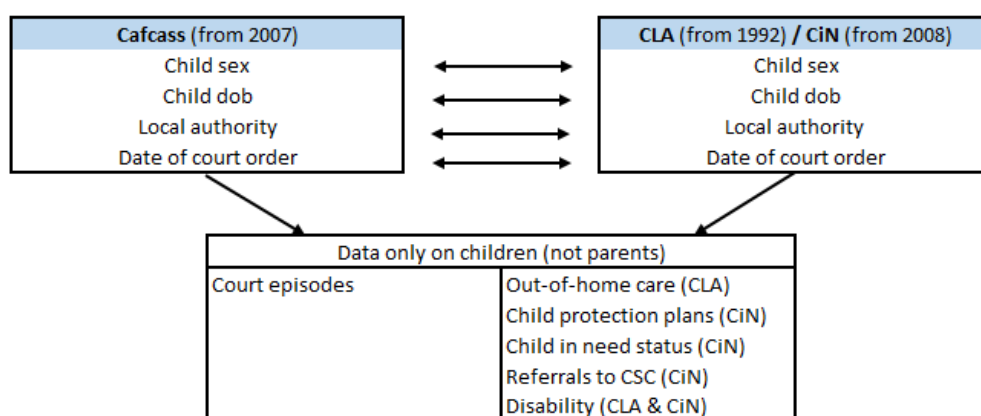 Cafcass (from 2007)
Child sex
Child dob
Local authority
Date of court order
CLA (from 1992) / CiN (from 2008)
Child sex
Child dob
Local authority
Date of court order
Data only on children (not parents)
Court episodes
Out-of-home care (CLA)
Child protection plans (CiN)
Child in need status (CiN)
Referrals to CSC (CiN)
Disability (CLA & CiN)